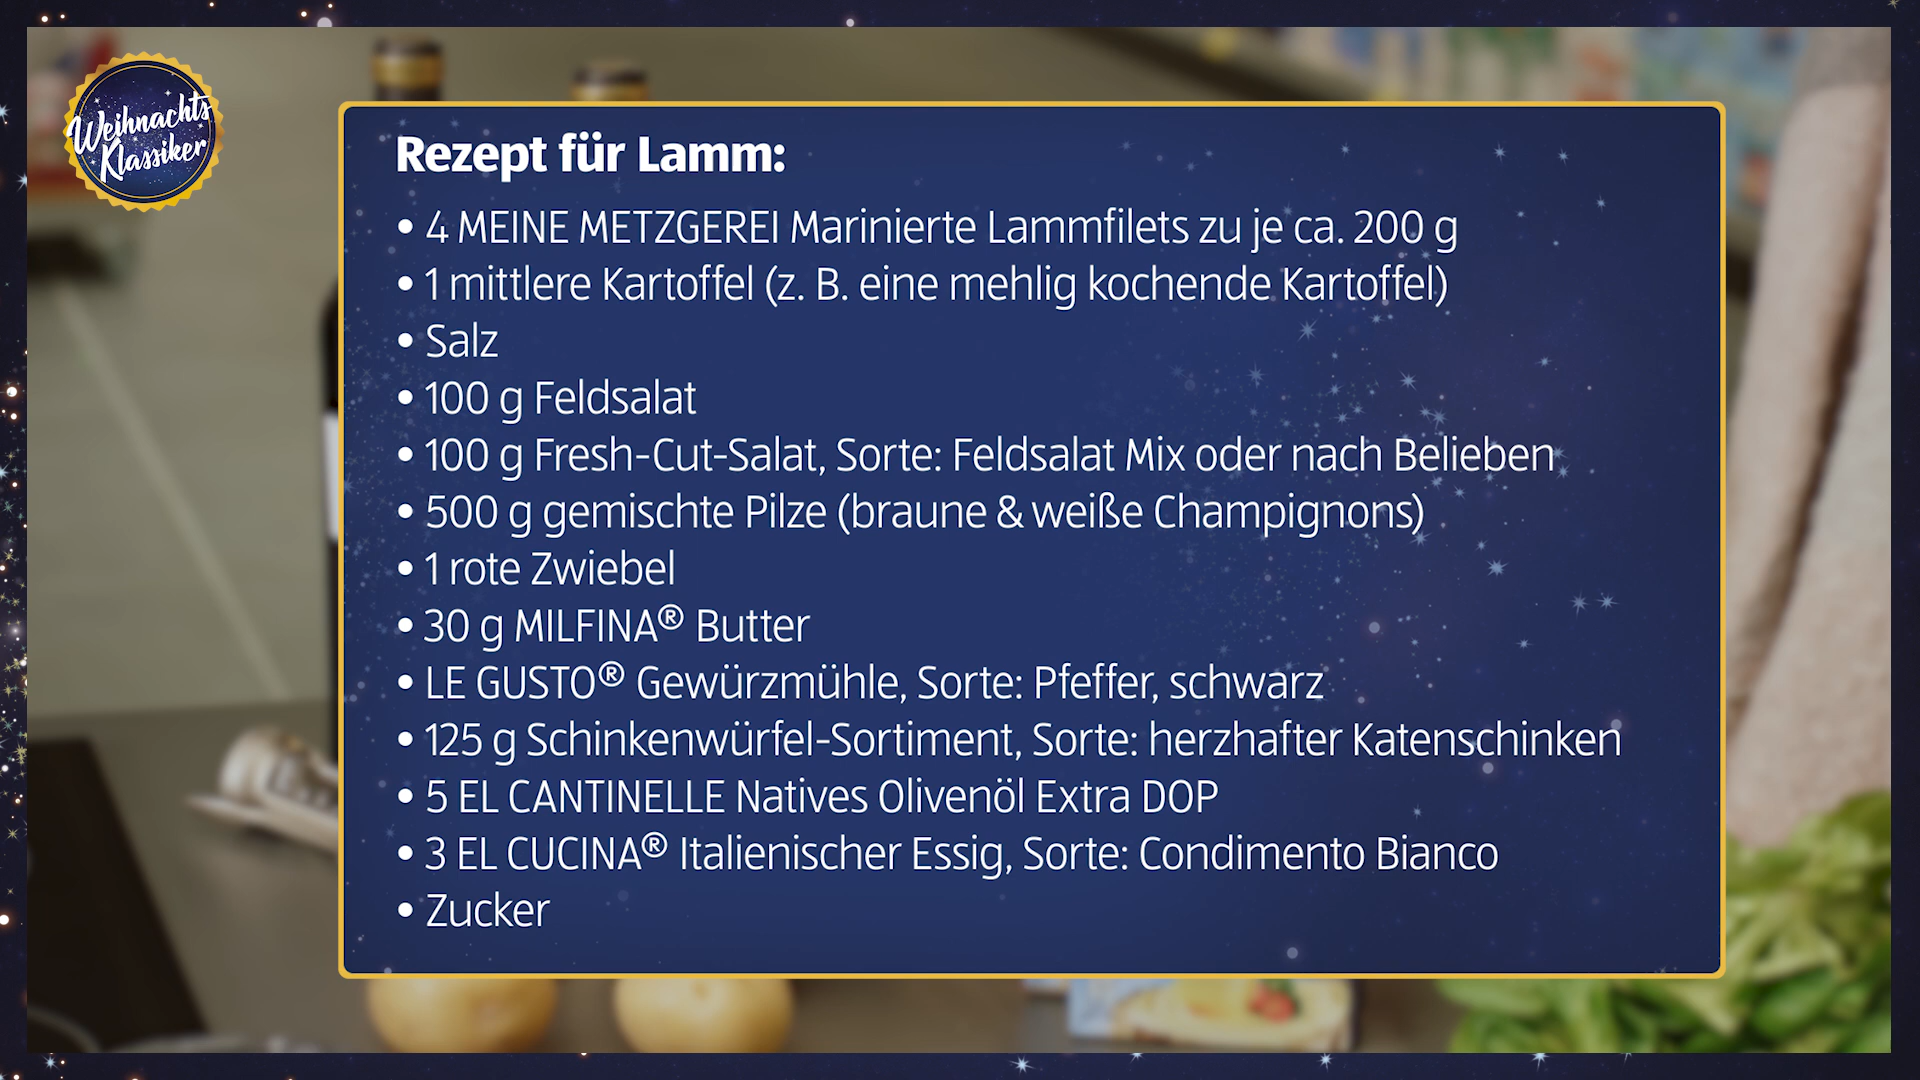 Weihnachts
Klassiker
Rezept für Lamm:
• 4 MEINE METZGEREI Marinierte Lammfilets zu je ca. 200 g
• 1 mittlere Kartoffel (z. B. eine mehlig kochende Kartoffel)
• Salz
• 100 g Feldsalat
• 100 g Fresh-Cut-Salat, Sorte: Feldsalat Mix oder nach Belieben
• 500 g gemischte Pilze (braune & weiße Champignons)
• 1 rote Zwiebel
• 30 g MILFINA® Butter
• LE GUSTO® Gewürzmühle, Sorte: Pfeffer, schwarz
• 125 g Schinkenwürfel-Sortiment, Sorte: herzhafter Katenschinken
• 5 EL CANTINELLE Natives Olivenöl Extra DOP
• 3 EL CUCINA® Italienischer Essig, Sorte: Condimento Bianco
• Zucker